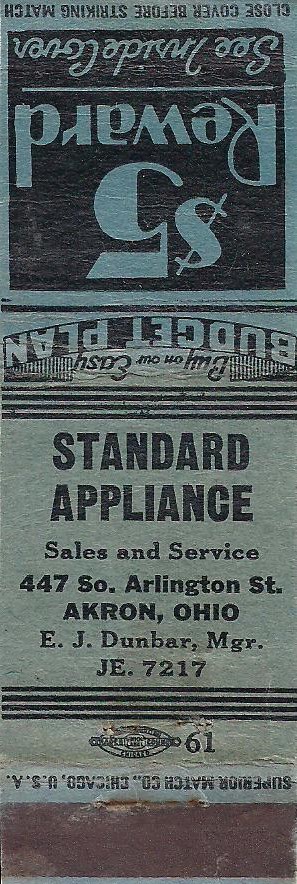 CLOSE COVER BEFORE STRIKING MATCH
See Inside Cover
Reward
$5
BUDGET PLAN
Buy on our Easy
STANDARD
APPLIANCE
Sales and Service
447 So. Arlington St.
AKRON, OHIO
E. J. Dunbar, Mgr.
JE. 7217
CHICAGO
61
SUPERIOR MATCH CO., CHICAGO, U.S.A.